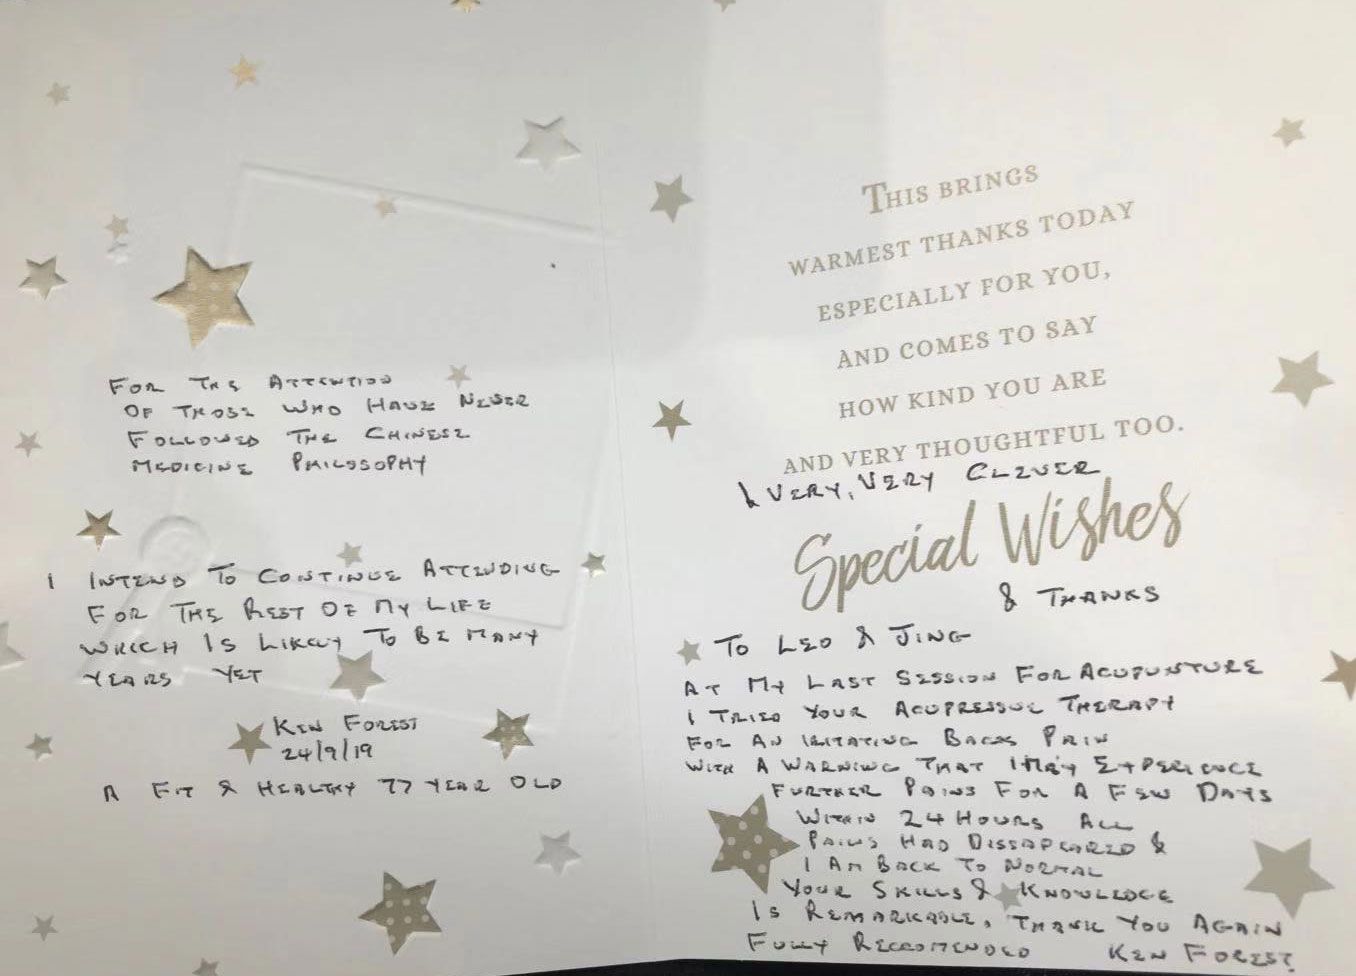 FOR THE ATTENTION
OF THOSE WHO HAVE NEVER
FOLLOWED THE CHINESE
MEDICINE PHILOSOPHY
I INTEND TO CONTINUE ATTENDING
FOR THE REST OF MY LIFE
WHICH IS LIKELY TO BE MANY
YEARS YET
KEN FOREST
24/9/19
A FIT & HEALTHY 77 YEAR OLD
THIS BRINGS
WARMEST THANKS TODAY
ESPECIALLY FOR YOU,
AND COMES TO SAY
HOW KIND YOU ARE
AND VERY THOUGHTFUL TOO.
& VERY, VERY CLEVER
Special Wishes
& THANKS
TO LEO & JING
AT MY LAST SESSION FOR ACUPUNTURE
I TRIED YOUR ACUPRESSUE THERAPY
FOR AN IRITATING BACK PAIN
WITH A WARNING THAT I MAY EXPERIENCE
FURTHER PAINS FOR A FEW DAYS
WITHIN 24 HOURS ALL
PAINS HAD DISSAPEARED &
I AM BACK TO NORMAL
YOUR SKILLS & KNOWLEDGE
IS REMARKABLE, THANK YOU AGAIN
FULLY RECCOMENDED KEN FOREST